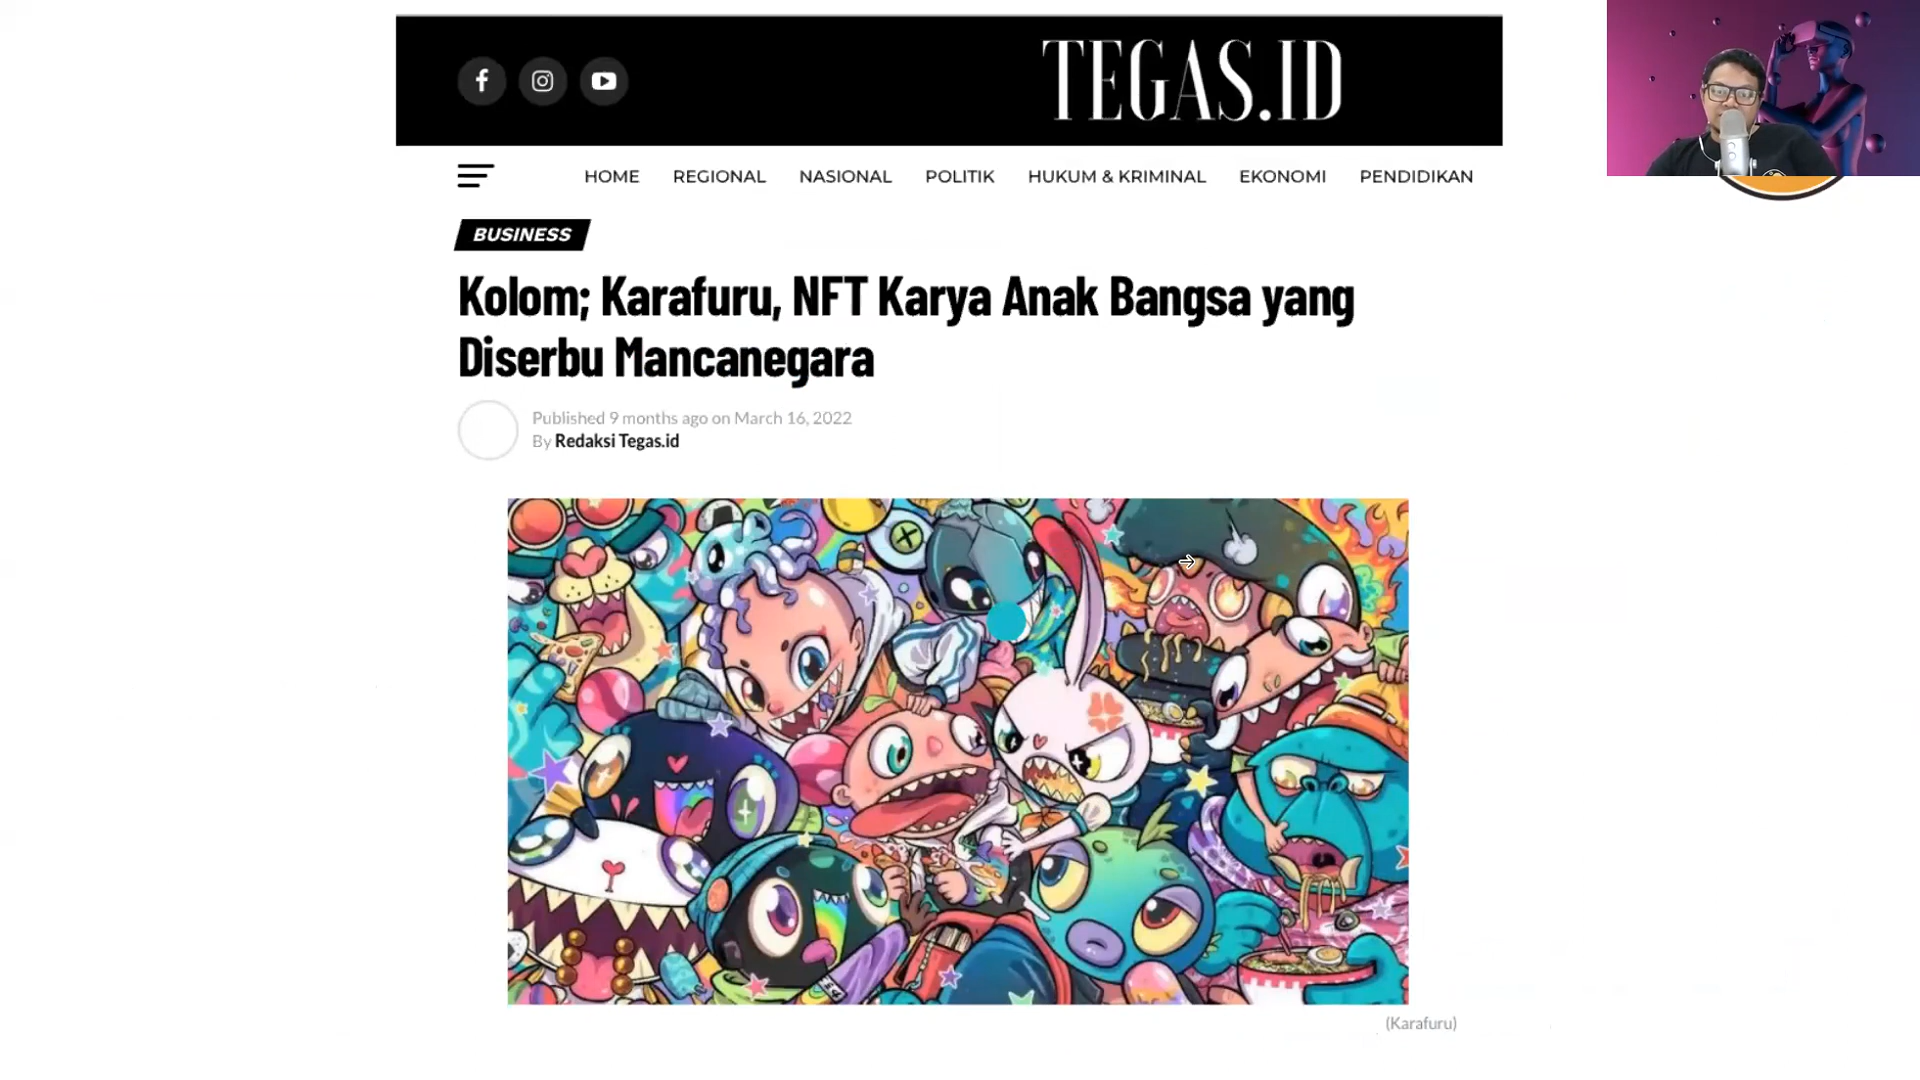 TEGAS.ID
HOME REGIONAL NASIONAL POLITIK HUKUM & KRIMINAL EKONOMI PENDIDIKAN
BUSINESS
Kolom; Karafuru, NFT Karya Anak Bangsa yang
Diserbu Mancanegara
Published 9 months ago on March 16, 2022
By Redaksi Tegas.id
(Karafuru)